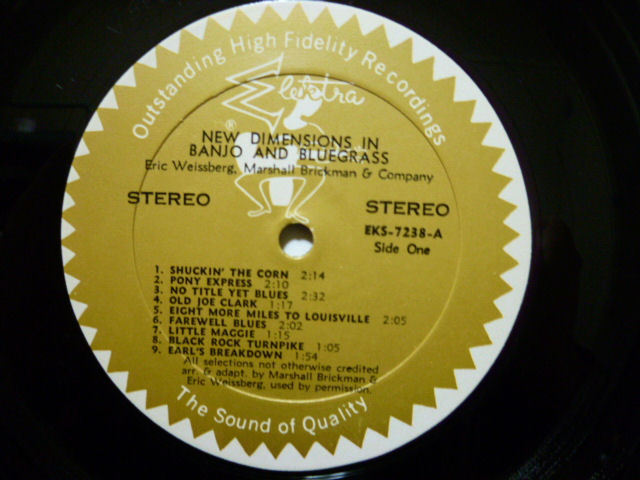 Outstanding High Fidelity Recordings
Elektra
®
NEW DIMENSIONS IN
BANJO AND BLUEGRASS
Eric Weissberg, Marshall Brickman & Company
STEREO
STEREO
EKS-7238-A
Side One
1. SHUCKIN' THE CORN 2:14
2. PONY EXPRESS 2:10
3. NO TITLE YET BLUES 2:32
4. OLD JOE CLARK 1:17
5. EIGHT MORE MILES TO LOUISVILLE 2:05
6. FAREWELL BLUES 2:02
7. LITTLE MAGGIE 1:15
8. BLACK ROCK TURNPIKE 1:05
9. EARL'S BREAKDOWN 1:54
All selections not otherwise credited
arr. & adapt. by Marshall Brickman &
Eric Weissberg, used by permission.
The Sound of Quality